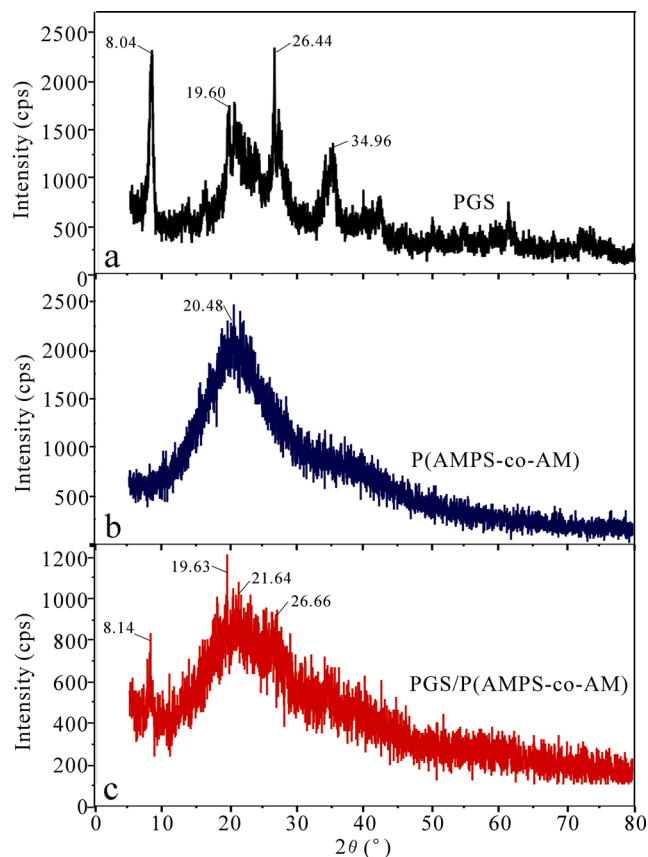 8.04
26.44
2500
2000
19.60
1500
34.96
1000
PGS
500
a
0
Intensity (cps)
20.48
2500
2000
1500
1000
P(AMPS-co-AM)
500
b
Intensity (cps)
1200
19.63
21.64
1000
26.66
8.14
800
600
PGS/P(AMPS-co-AM)
400
200
c
0
Intensity (cps)
0 10 20 30 40 50 60 70 80
2θ (°)